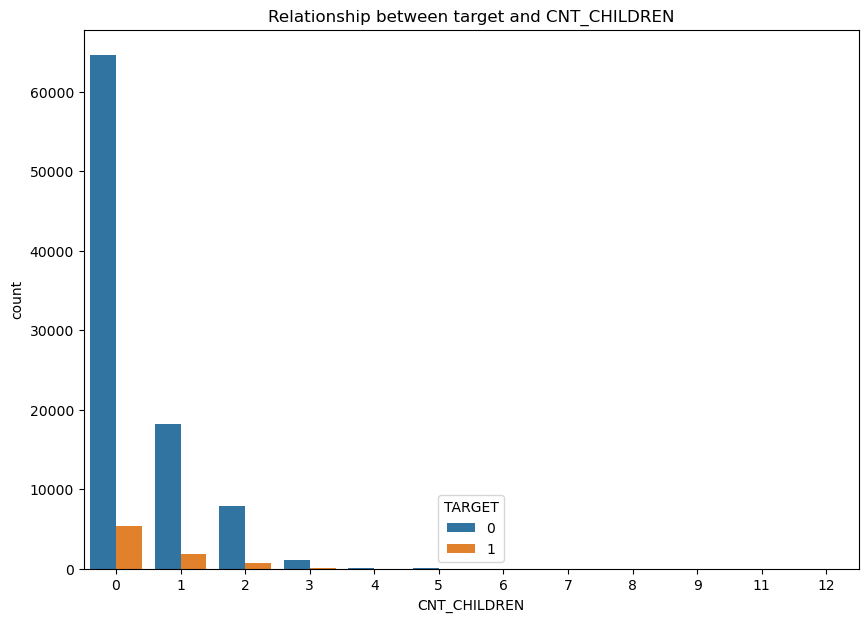 Relationship between target and CNT_CHILDREN
count
60000
50000
40000
30000
20000
10000
0
TARGET
0
1
0 1 2 3 4 5 6 7 8 9 11 12
CNT_CHILDREN